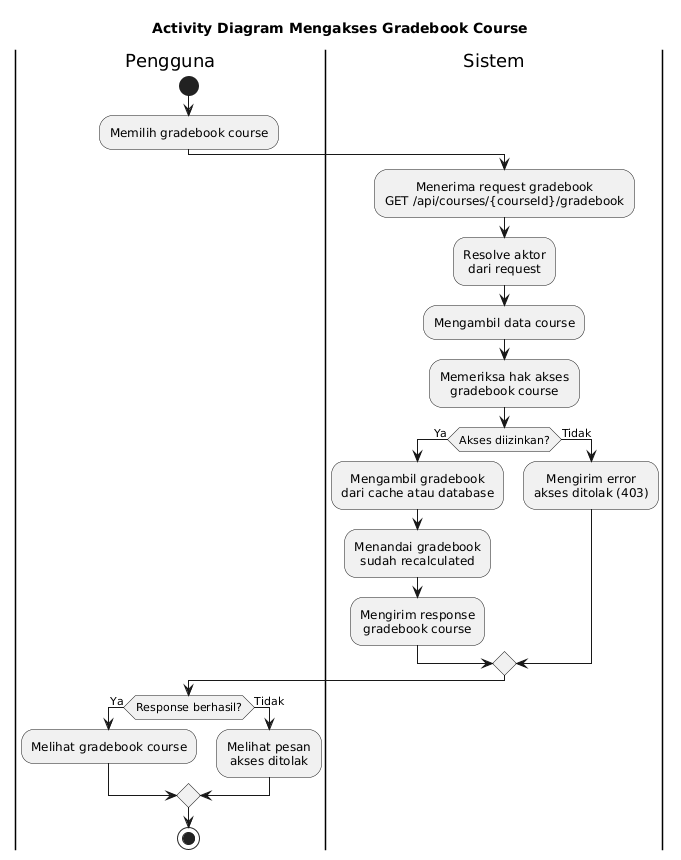 Activity Diagram Mengakses Gradebook Course
Pengguna
Sistem
Memilih gradebook course
Menerima request gradebook
GET /api/courses/{courseId}/gradebook
Resolve aktor
dari request
Mengambil data course
Memeriksa hak akses
gradebook course
Akses diizinkan?
Ya
Tidak
Mengambil gradebook
dari cache atau database
Mengirim error
akses ditolak (403)
Menandai gradebook
sudah recalculated
Mengirim response
gradebook course
Response berhasil?
Ya
Tidak
Melihat gradebook course
Melihat pesan
akses ditolak